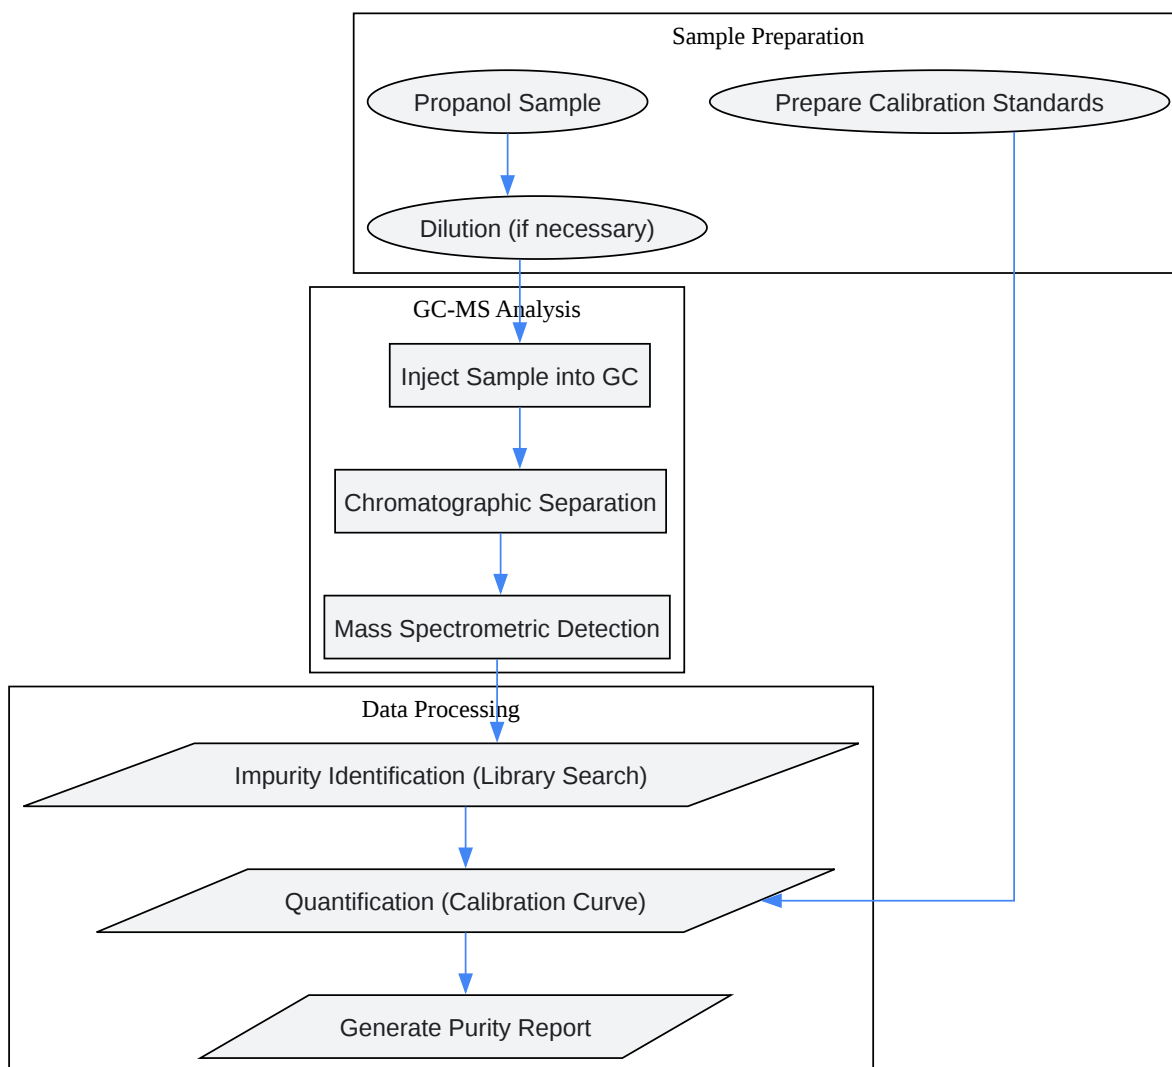 Sample Preparation
Propanol Sample
Prepare Calibration Standards
Dilution (if necessary)
GC-MS Analysis
Inject Sample into GC
Chromatographic Separation
Mass Spectrometric Detection
Data Processing
Impurity Identification (Library Search)
Quantification (Calibration Curve)
Generate Purity Report